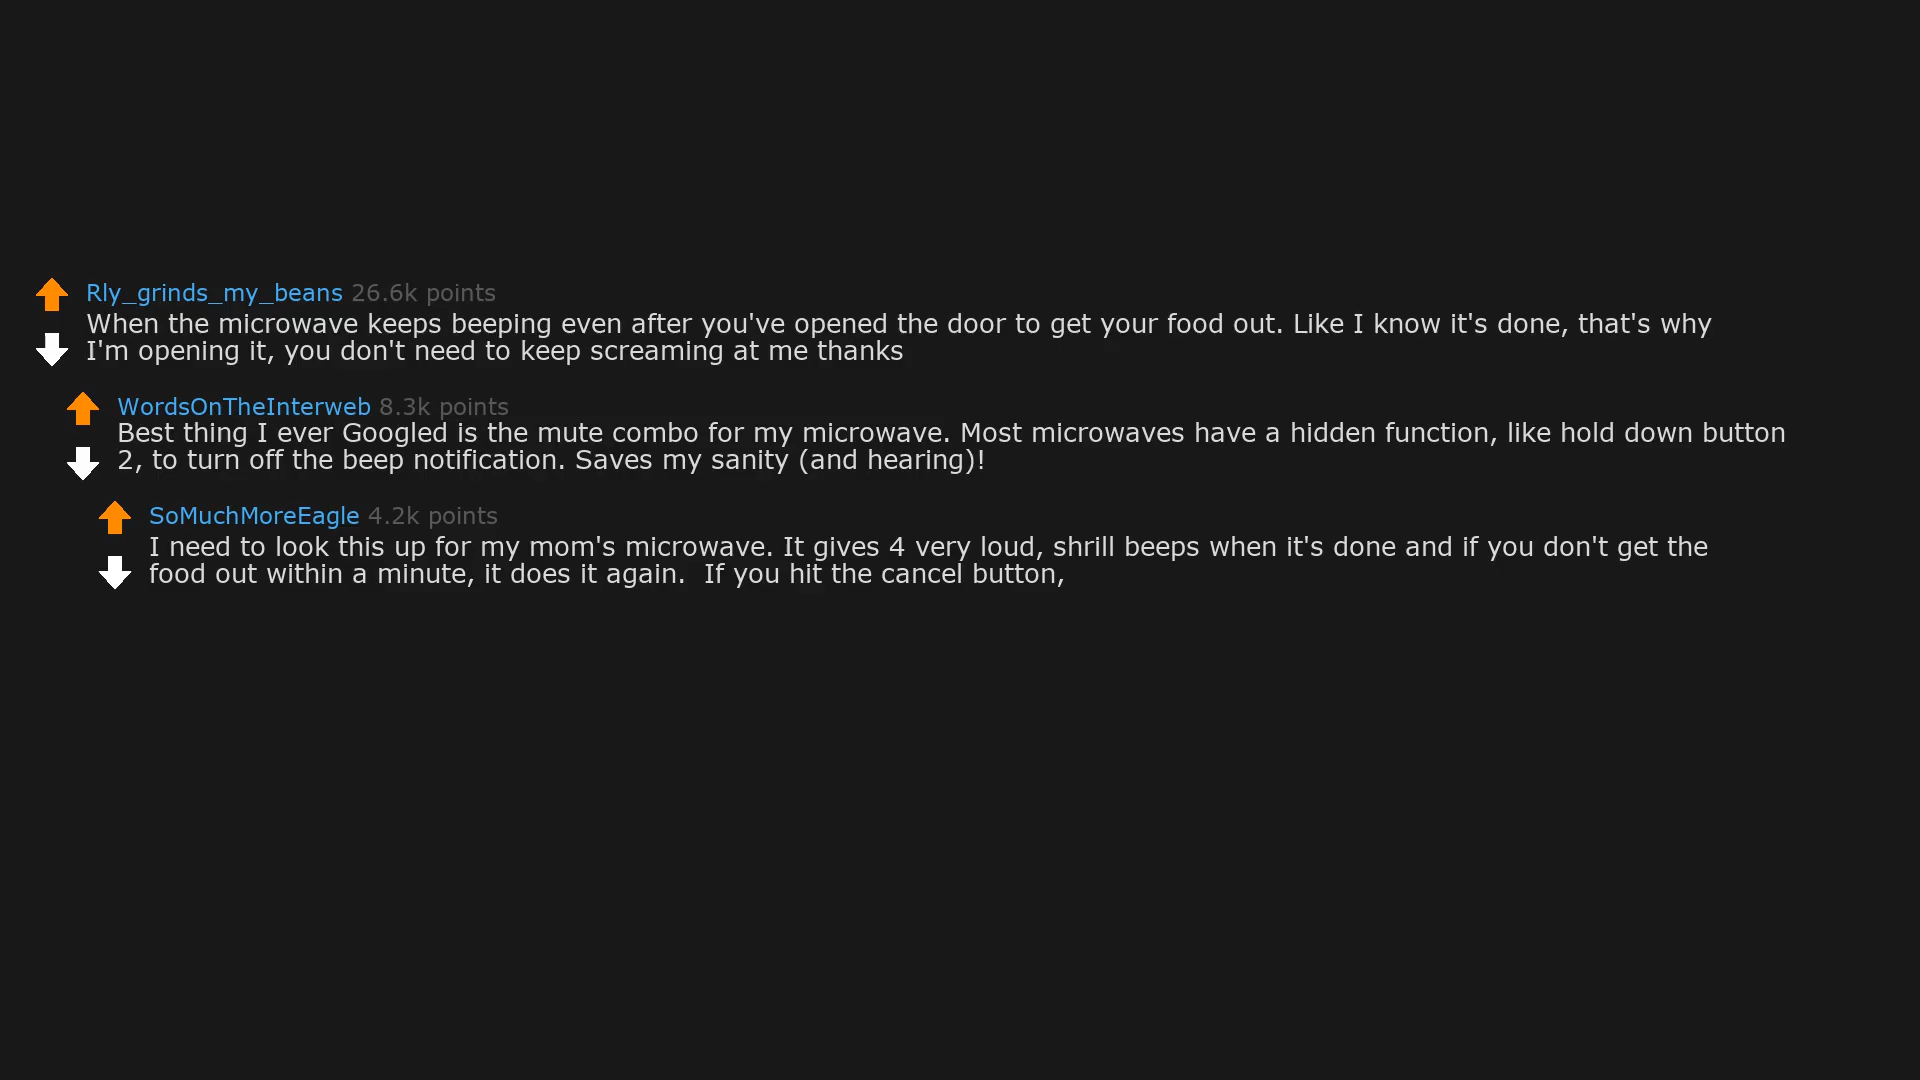 Rly_grinds_my_beans 26.6k points
When the microwave keeps beeping even after you've opened the door to get your food out. Like I know it's done, that's why
I'm opening it, you don't need to keep screaming at me thanks
WordsOnTheInterweb 8.3k points
Best thing I ever Googled is the mute combo for my microwave. Most microwaves have a hidden function, like hold down button
2, to turn off the beep notification. Saves my sanity (and hearing)!
SoMuchMoreEagle 4.2k points
I need to look this up for my mom's microwave. It gives 4 very loud, shrill beeps when it's done and if you don't get the
food out within a minute, it does it again.  If you hit the cancel button,